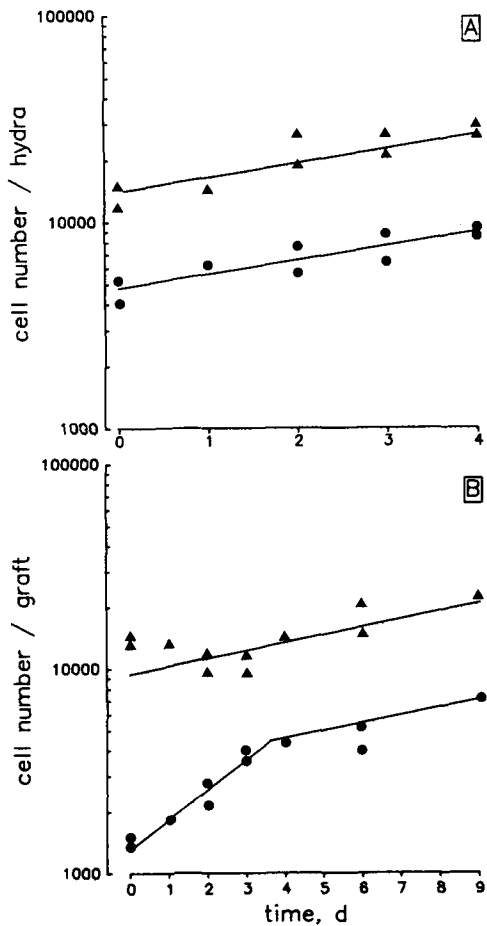 100000
A
10000
1000
cell number / hydra
0 1 2 3 4
100000
B
10000
1000
cell number / graft
0 1 2 3 4 5 6 7 8 9
time, d